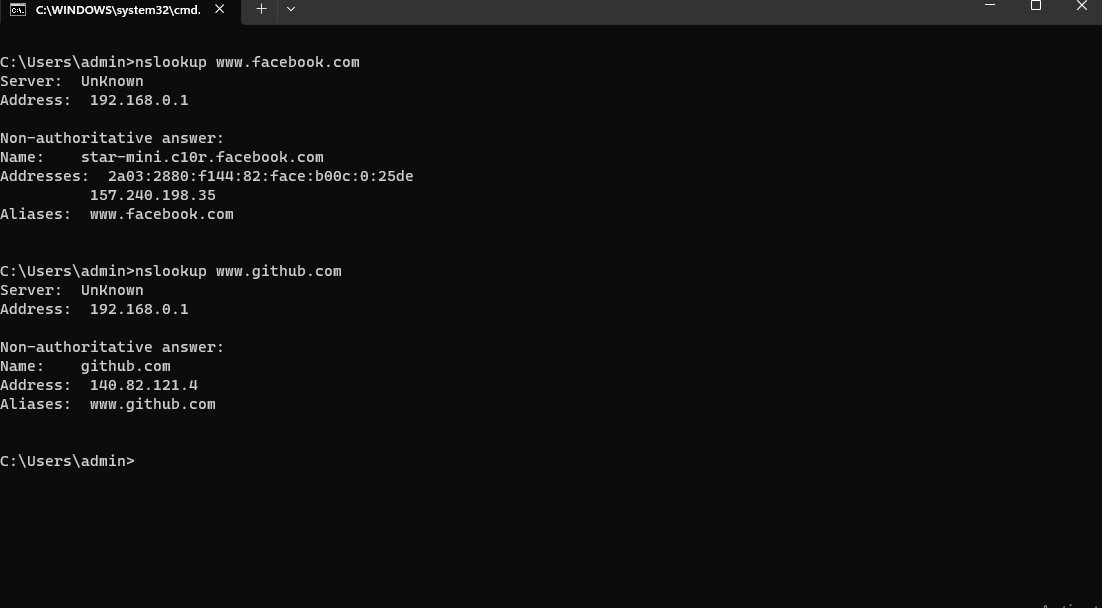 C:\WINDOWS\system32\cmd.
C:\Users\admin>nslookup www.facebook.com
Server:  UnKnown
Address:  192.168.0.1
Non-authoritative answer:
Name:    star-mini.c10r.facebook.com
Addresses:  2a03:2880:f144:82:face:b00c:0:25de
          157.240.198.35
Aliases:  www.facebook.com
C:\Users\admin>nslookup www.github.com
Server:  UnKnown
Address:  192.168.0.1
Non-authoritative answer:
Name:    github.com
Address:  140.82.121.4
Aliases:  www.github.com
C:\Users\admin>